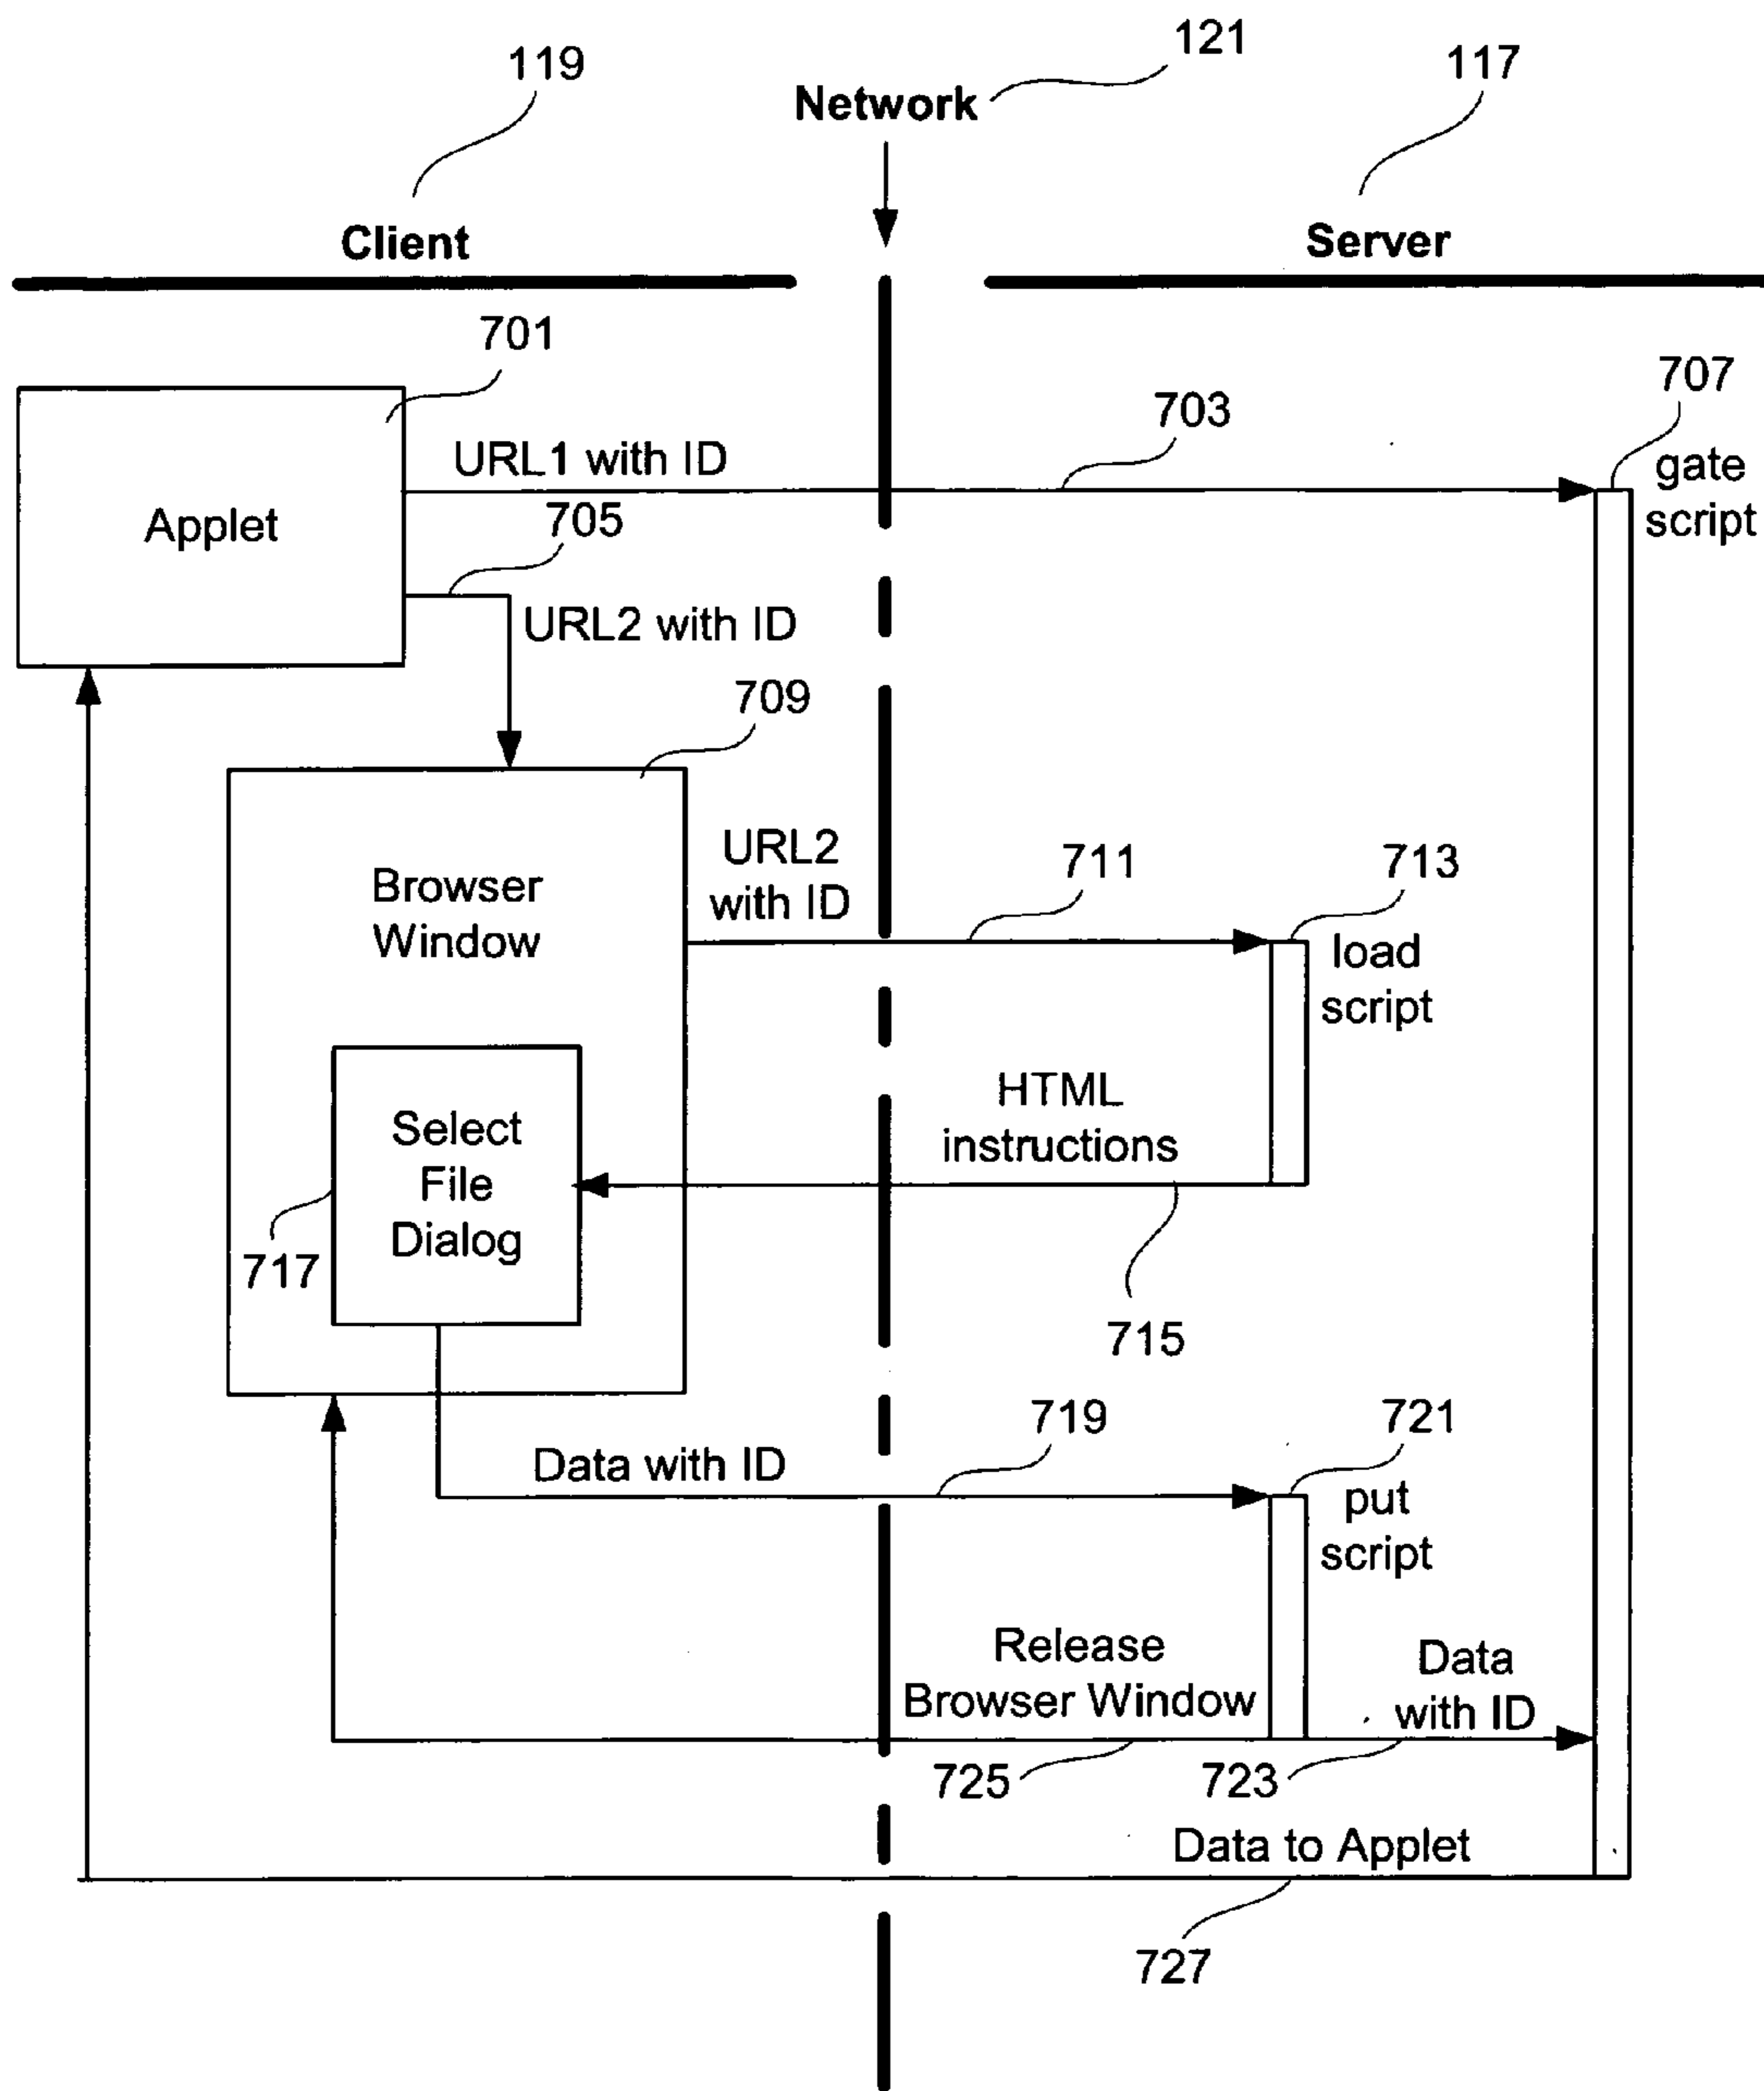 121
119
117
Network
Client
Server
701
707
703
gate
script
URL1 with ID
705
Applet
URL2 with ID
709
URL2
with ID
711
713
Browser
Window
load
script
HTML
instructions
Select
File
Dialog
717
715
719
721
Data with ID
put
script
Release
Browser Window
Data
with ID
725
723
Data to Applet
727